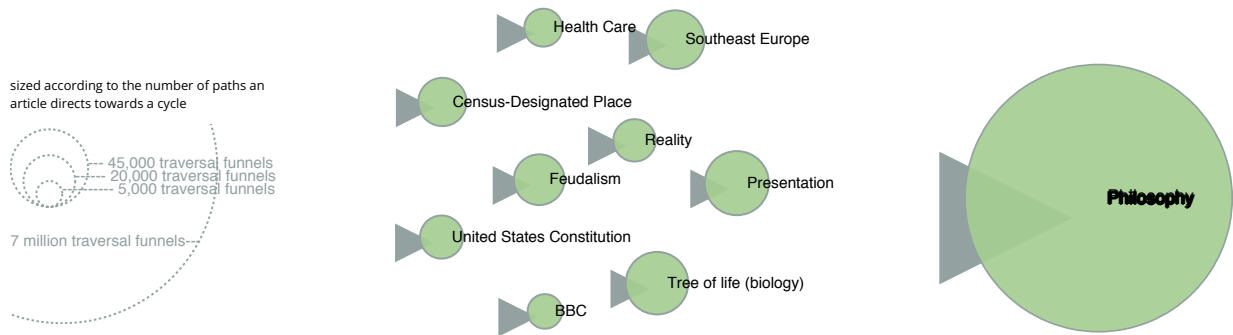 sized according to the number of paths an
article directs towards a cycle
45,000 traversal funnels
20,000 traversal funnels
5,000 traversal funnels
7 million traversal funnels
Health Care
Southeast Europe
Census-Designated Place
Reality
Feudalism
Presentation
United States Constitution
Tree of life (biology)
BBC
Philosophy